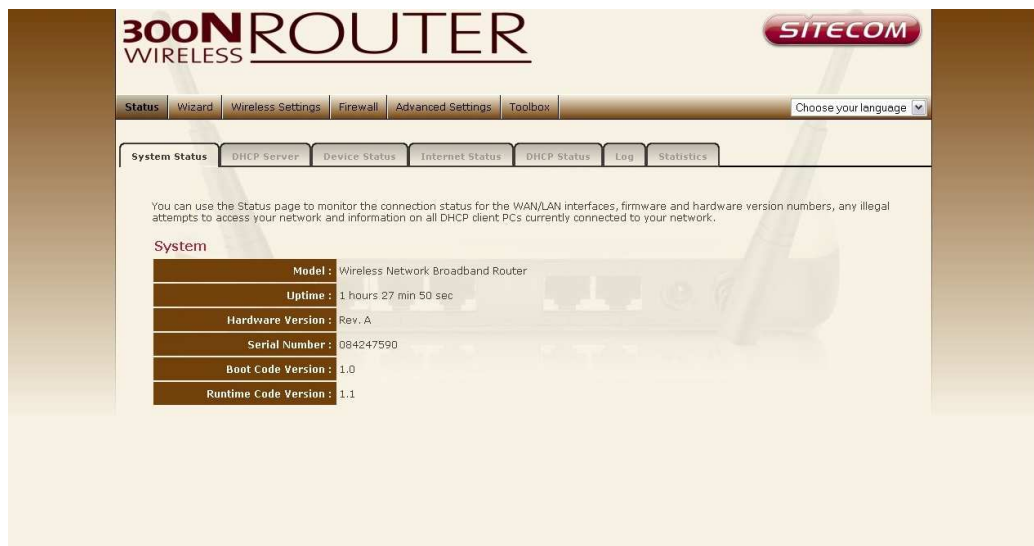 300N ROUTER
WIRELESS
SITECOM
Status Wizard Wireless Settings Firewall Advanced Settings Toolbox Choose your language
System Status DHCP Server Device Status Internet Status DHCP Status Log Statistics
You can use the Status page to monitor the connection status for the WAN/LAN interfaces, firmware and hardware version numbers, any illegal
attempts to access your network and information on all DHCP client PCs currently connected to your network.
System
Model : Wireless Network Broadband Router
Uptime : 1 hours 27 min 50 sec
Hardware Version : Rev. A
Serial Number : 084247590
Boot Code Version : 1.0
Runtime Code Version : 1.1